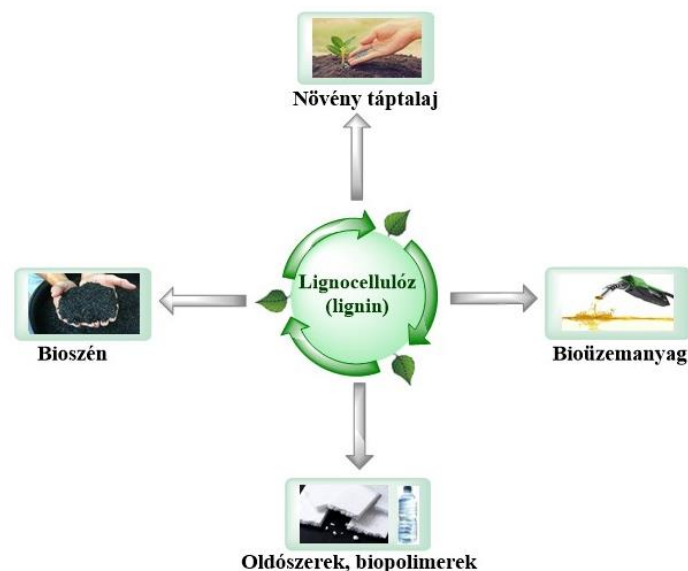 Növény táptalaj
Lignocellulóz
(lignin)
Bioszén
Bioüzemanyag
Oldószerek, biopolimerek